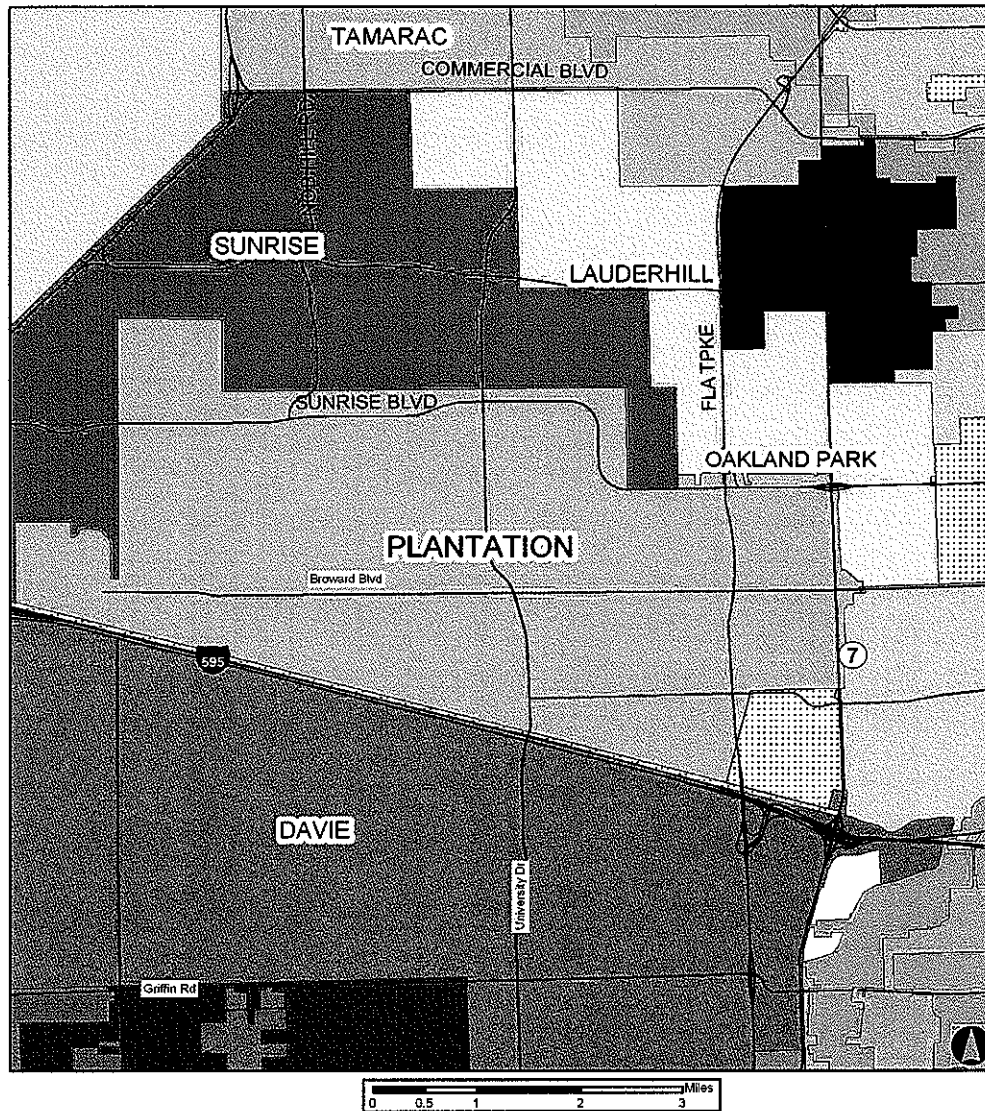 TAMARAC
COMMERCIAL BLVD
SUNRISE
LAUDERHILL
FLA TPKE
SUNRISE BLVD
OAKLAND PARK
PLANTATION
Broward Blvd
595
7
DAVIE
University Dr
Griffin Rd
Miles
0 0.5 1 2 3